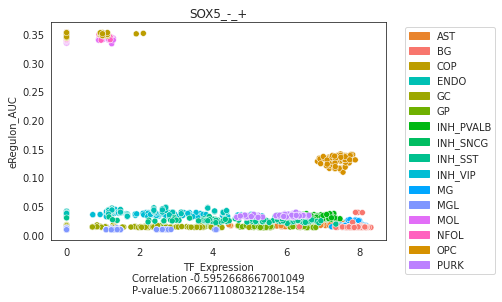 SOX5_-_+
0.35
0.30
0.25
0.20
0.15
0.10
0.05
0.00
eRegulon_AUC
0 2 4 6 8
TF_Expression
Correlation -0.5952668667001049
P-value:5.206671108032128e-154
AST
BG
COP
ENDO
GC
GP
INH_PVALB
INH_SNCG
INH_SST
INH_VIP
MG
MGL
MOL
NFOL
OPC
PURK